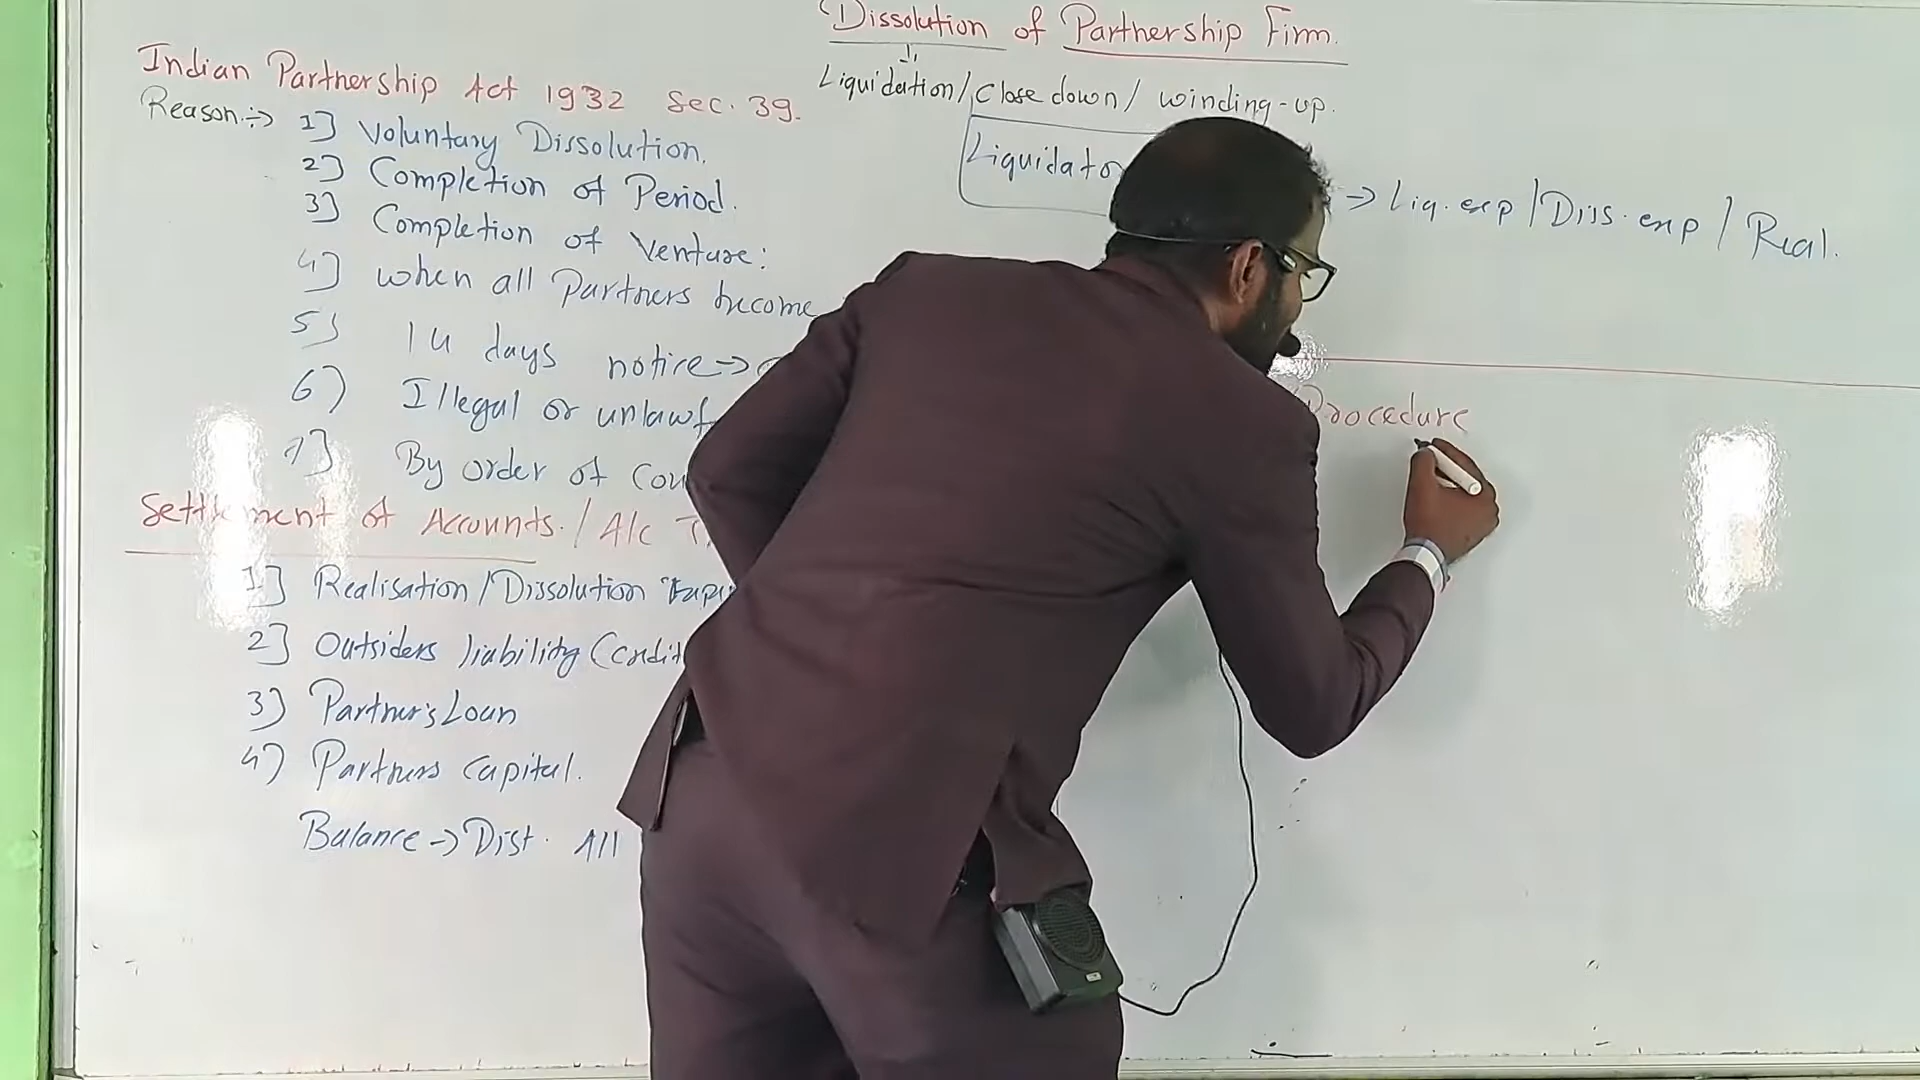 Dissolution of Partnership Firm.
Liquidation/Close down/ winding-up.
Liquidato
→ Liq. exp /Diss. exp / Real.
Indian Partnership Act 1932 Sec. 39.
Reason:→ 1] Voluntary Dissolution.
2] Completion of Period.
3] Completion of Venture:
4] when all Partners become
5] 14 days notice→
6) Illegal or unlawf
7] By order of Cou
Settlement of Accounts. / A/c T
1] Realisation/Dissolution Exp
2] Outsiders liability (Credit
3) Partner's Loan
4) Partners Capital.
Balance → Dist. All
Procedure